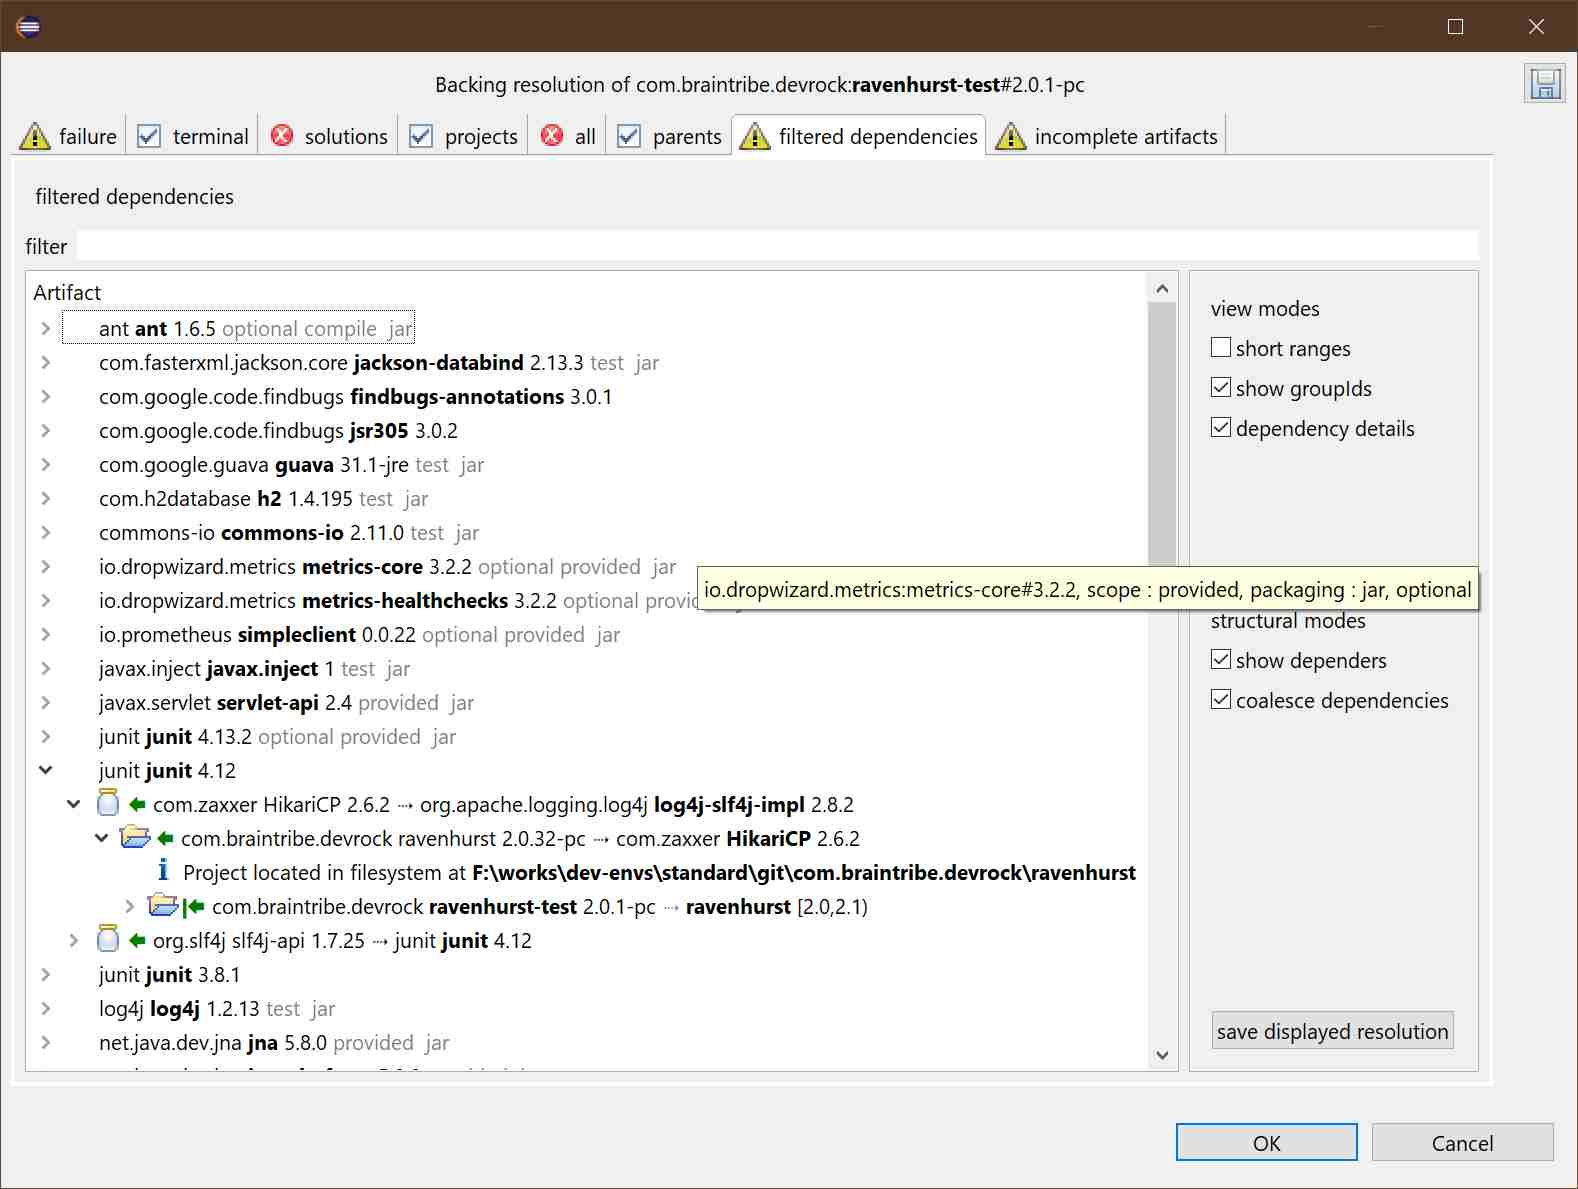 Backing resolution of com.braintribe.devrock:ravenhurst-test#2.0.1-pc
failure terminal solutions projects all parents filtered dependencies incomplete artifacts
filtered dependencies
filter
Artifact
ant ant 1.6.5 optional compile jar
com.fasterxml.jackson.core jackson-databind 2.13.3 test jar
com.google.code.findbugs findbugs-annotations 3.0.1
com.google.code.findbugs jsr305 3.0.2
com.google.guava guava 31.1-jre test jar
com.h2database h2 1.4.195 test jar
commons-io commons-io 2.11.0 test jar
io.dropwizard.metrics metrics-core 3.2.2 optional provided jar
io.dropwizard.metrics metrics-healthchecks 3.2.2 optional
io.prometheus simpleclient 0.0.22 optional provided jar
javax.inject javax.inject 1 test jar
javax.servlet servlet-api 2.4 provided jar
junit junit 4.13.2 optional provided jar
junit junit 4.12
com.zaxxer HikariCP 2.6.2 ⤑ org.apache.logging.log4j log4j-slf4j-impl 2.8.2
com.braintribe.devrock ravenhurst 2.0.32-pc ⤑ com.zaxxer HikariCP 2.6.2
Project located in filesystem at F:\works\dev-envs\standard\git\com.braintribe.devrock\ravenhurst
com.braintribe.devrock ravenhurst-test 2.0.1-pc ⤑ ravenhurst [2.0,2.1)
org.slf4j slf4j-api 1.7.25 ⤑ junit junit 4.12
junit junit 3.8.1
log4j log4j 1.2.13 test jar
net.java.dev.jna jna 5.8.0 provided jar
view modes
short ranges
show groupIds
dependency details
io.dropwizard.metrics:metrics-core#3.2.2, scope : provided, packaging : jar, optional
structural modes
show dependers
coalesce dependencies
save displayed resolution
OK Cancel